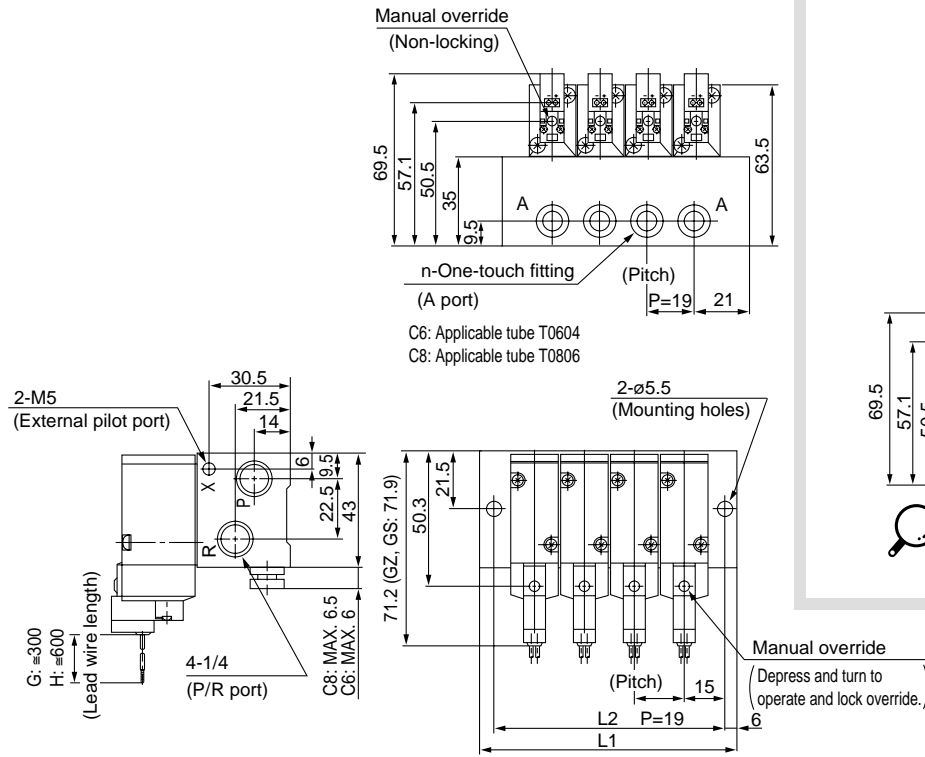 Manual override
(Non-locking)
69.5
57.1
50.5
35
9.5
63.5
A
A
n-One-touch fitting
(A port)
(Pitch)
P=19
21
C6: Applicable tube T0604
C8: Applicable tube T0806
30.5
21.5
14
2-M5
(External pilot port)
6
9.5
22.5
43
X
P
R
G: ≅300
H: ≅600
(Lead wire length)
4-1/4
(P/R port)
C8: MAX. 6.5
C6: MAX. 6
2-ø5.5
(Mounting holes)
21.5
50.3
71.2 (GZ, GS: 71.9)
(Pitch)
15
L2
P=19
6
L1
Manual override
(Depress and turn to
operate and lock override.)
69.5
57.1